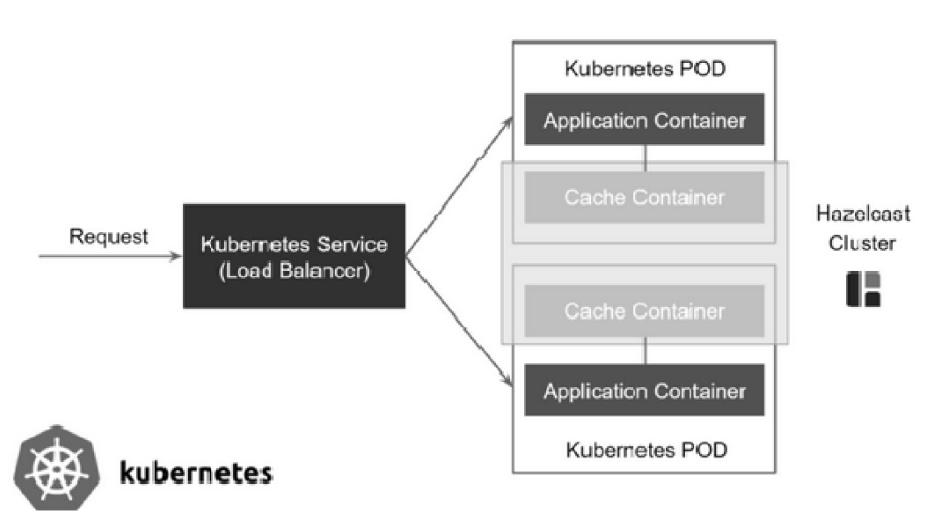 Kubernetes POD
Application Container
Cache Container
Request
Kubernetes Service
(Load Balancer)
Hazelcast
Cluster
Cache Container
Application Container
Kubernetes POD
kubernetes